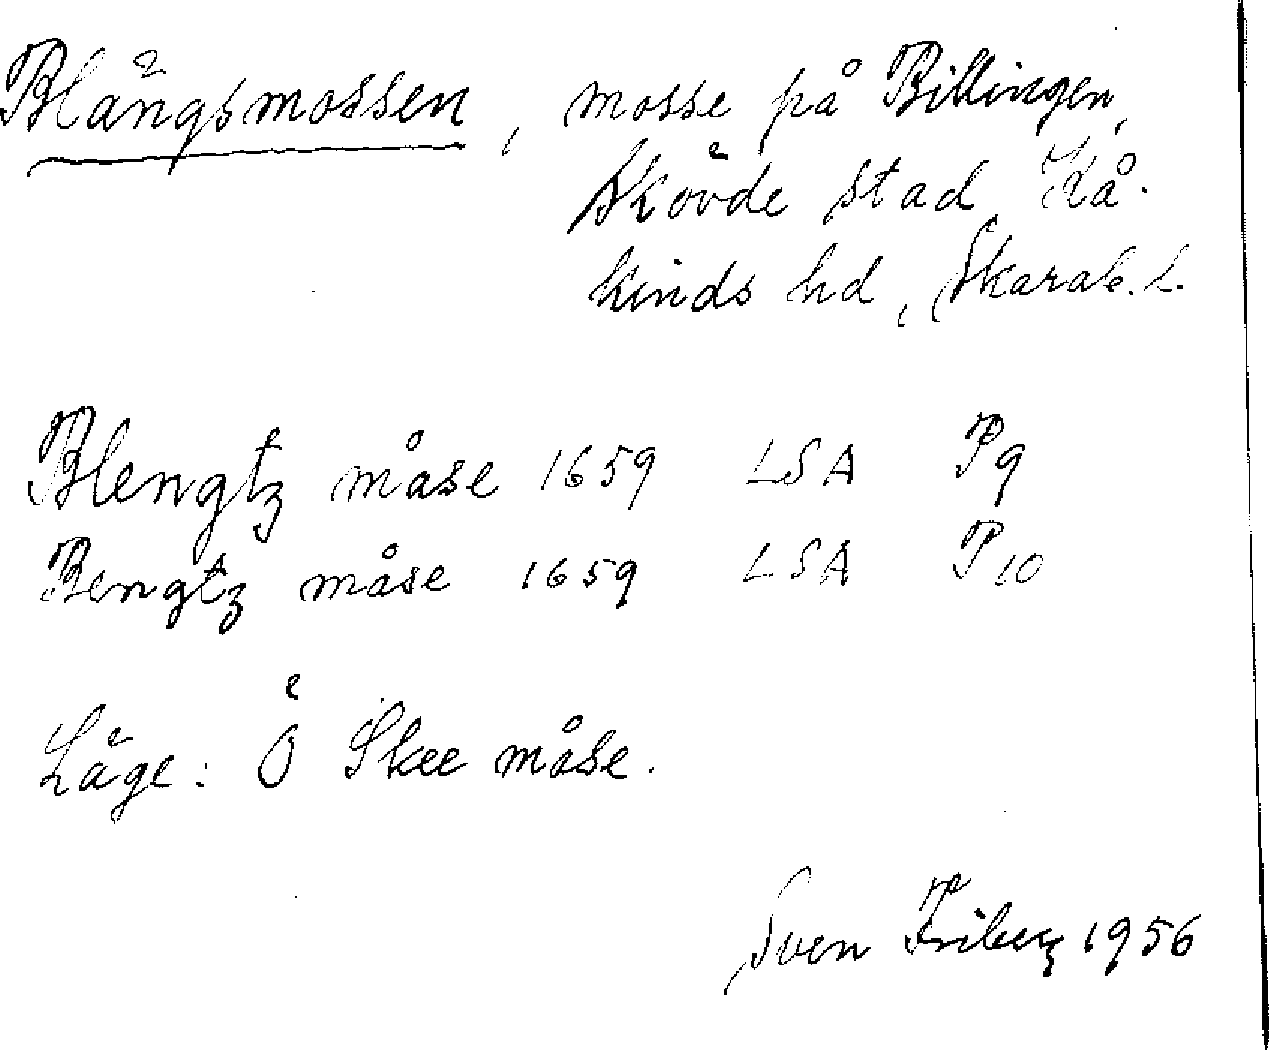 Blängsmossen, mosse på Billingen,
Skövde stad, Kå-
kinds hd, Skarab. l.
Blengtz måse 1659 LSA P9
Bengtz måse 1659 LSA P10
Läge: Ö Skee måse.
Sven Friberg 1956